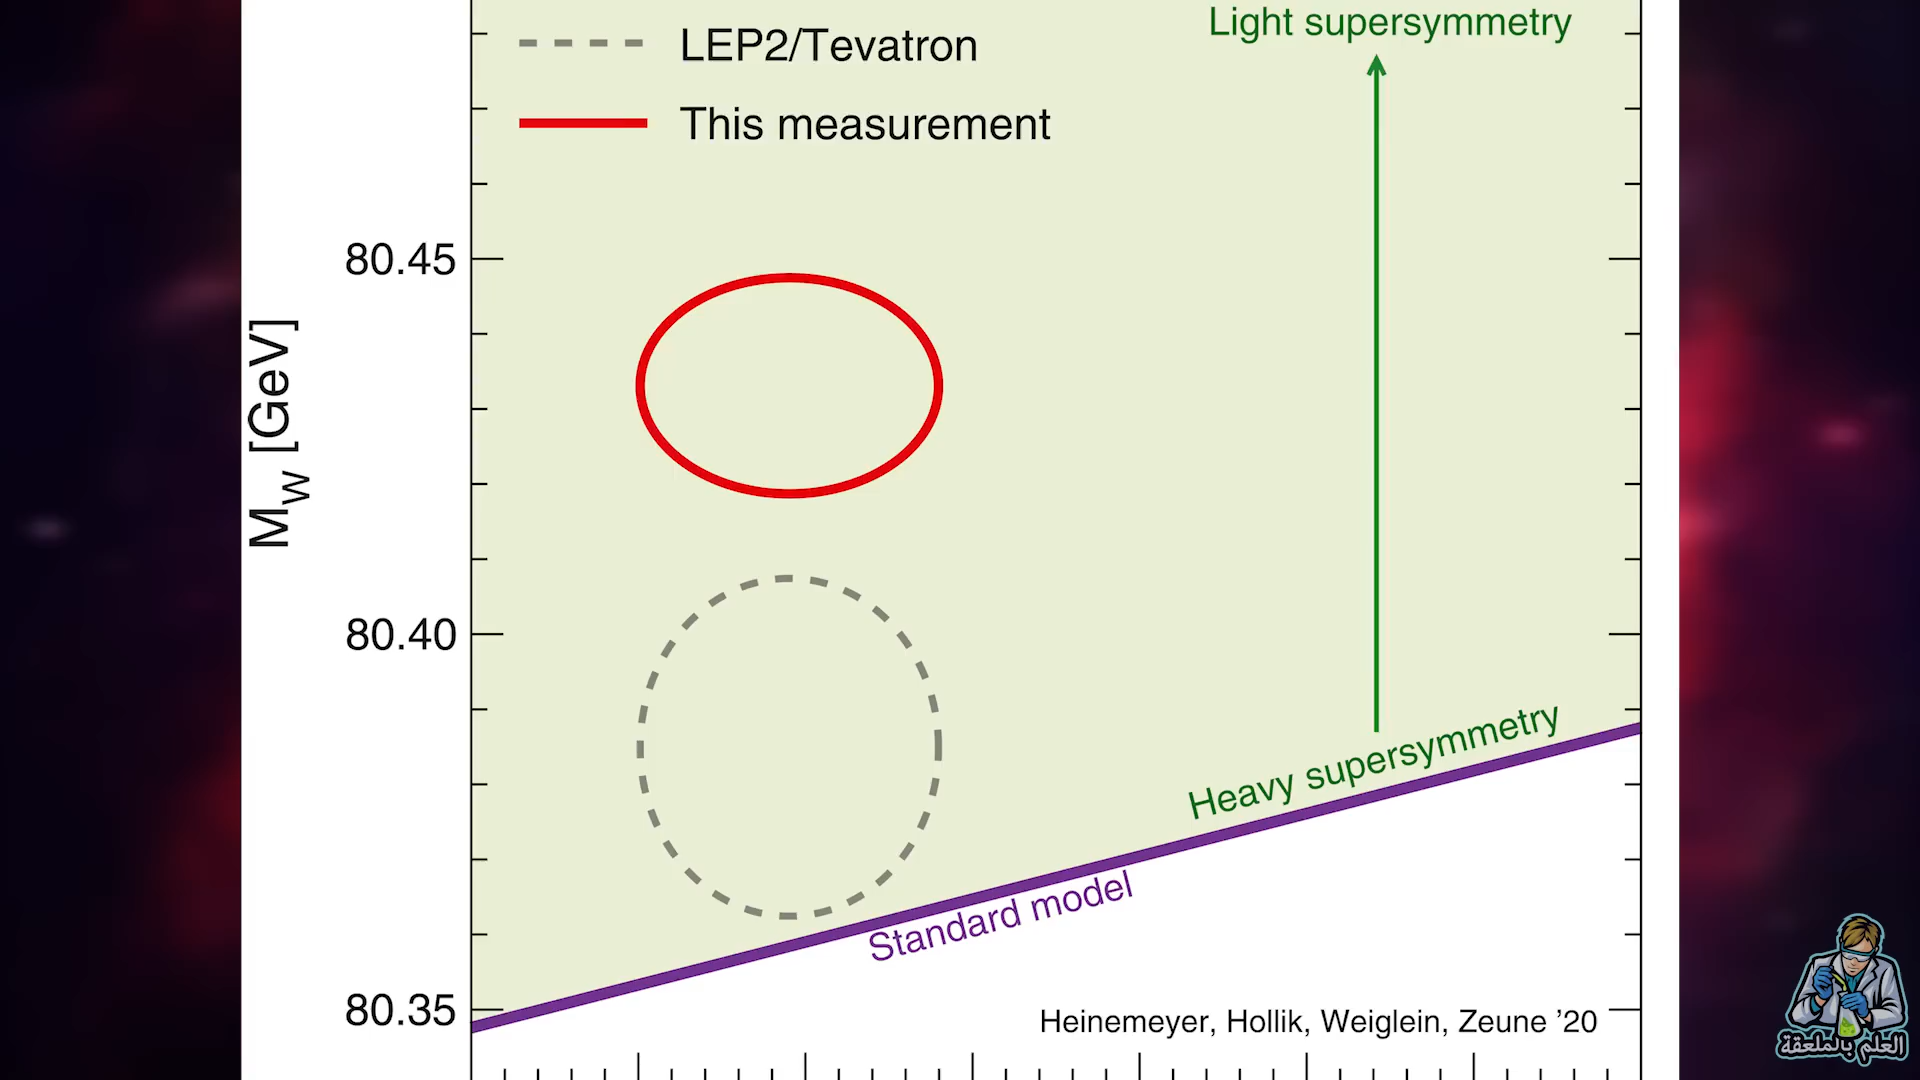 Light supersymmetry
LEP2/Tevatron
This measurement
80.45
M_W [GeV]
80.40
Heavy supersymmetry
Standard model
80.35
Heinemeyer, Hollik, Weiglein, Zeune ’20
العلم بالملعقة